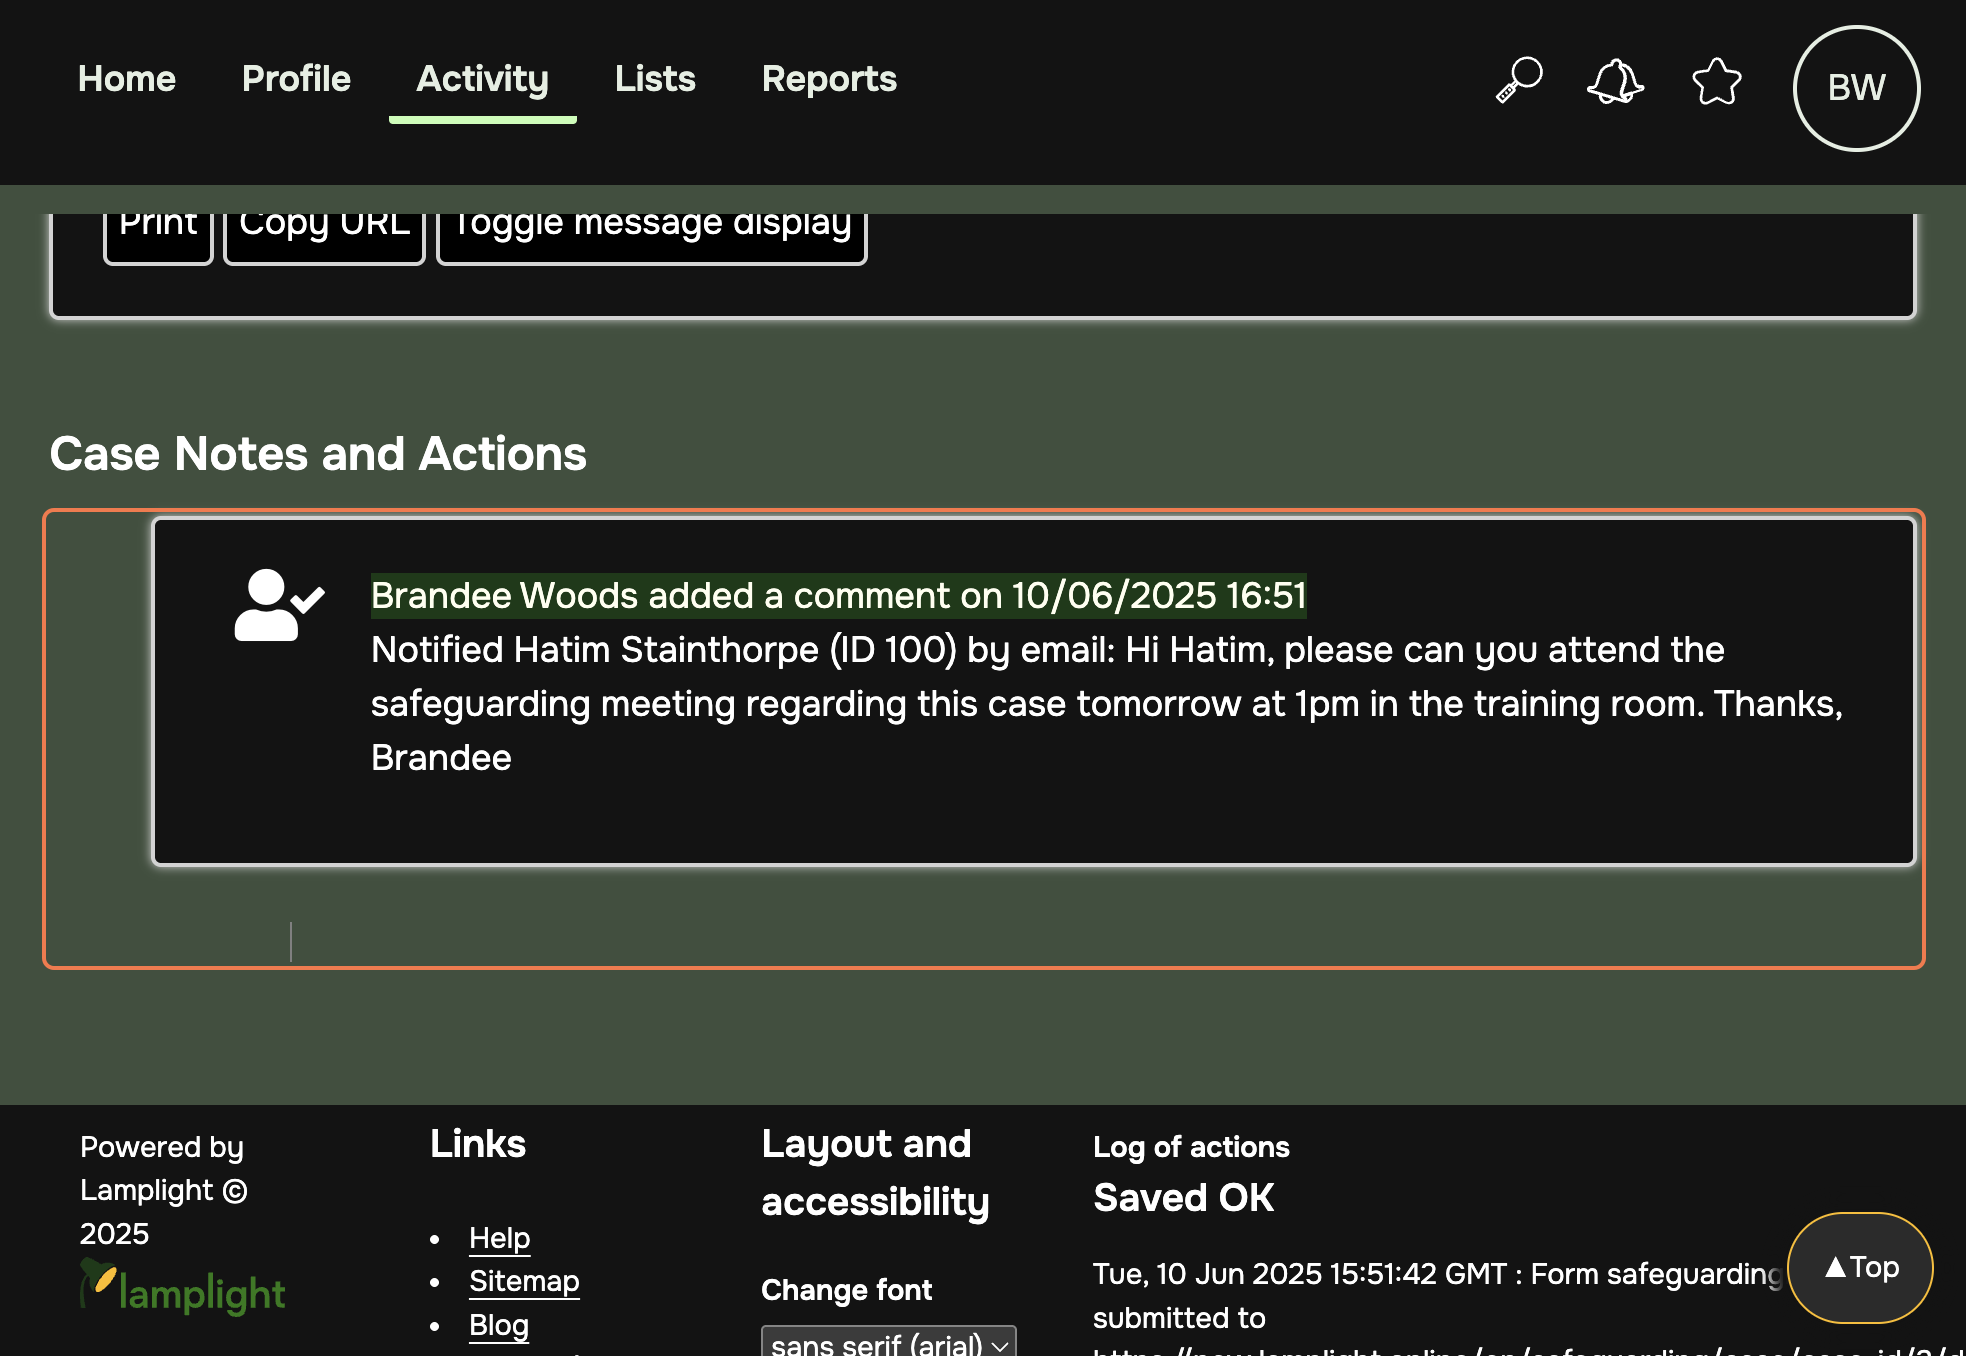 Home Profile Activity Lists Reports BW
Print Copy URL Toggle message display
Case Notes and Actions
Brandee Woods added a comment on 10/06/2025 16:51
Notified Hatim Stainthorpe (ID 100) by email: Hi Hatim, please can you attend the
safeguarding meeting regarding this case tomorrow at 1pm in the training room. Thanks,
Brandee
Powered by
Lamplight ©
2025
lamplight
Links
• Help
• Sitemap
• Blog
Layout and
accessibility
Change font
sans serif (arial)
Log of actions
Saved OK
Tue, 10 Jun 2025 15:51:42 GMT : Form safeguarding
submitted to
▲Top